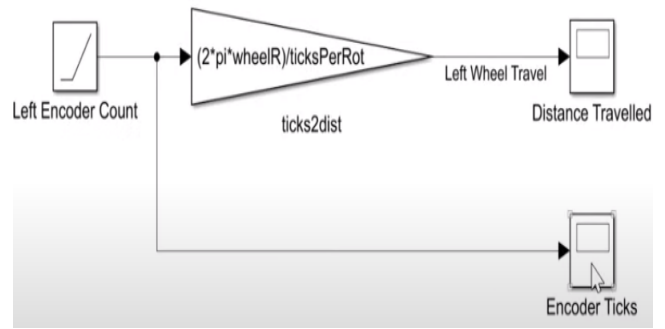 (2*pi*wheelR)/ticksPerRot
Left Wheel Travel
Left Encoder Count
Distance Travelled
ticks2dist
Encoder Ticks